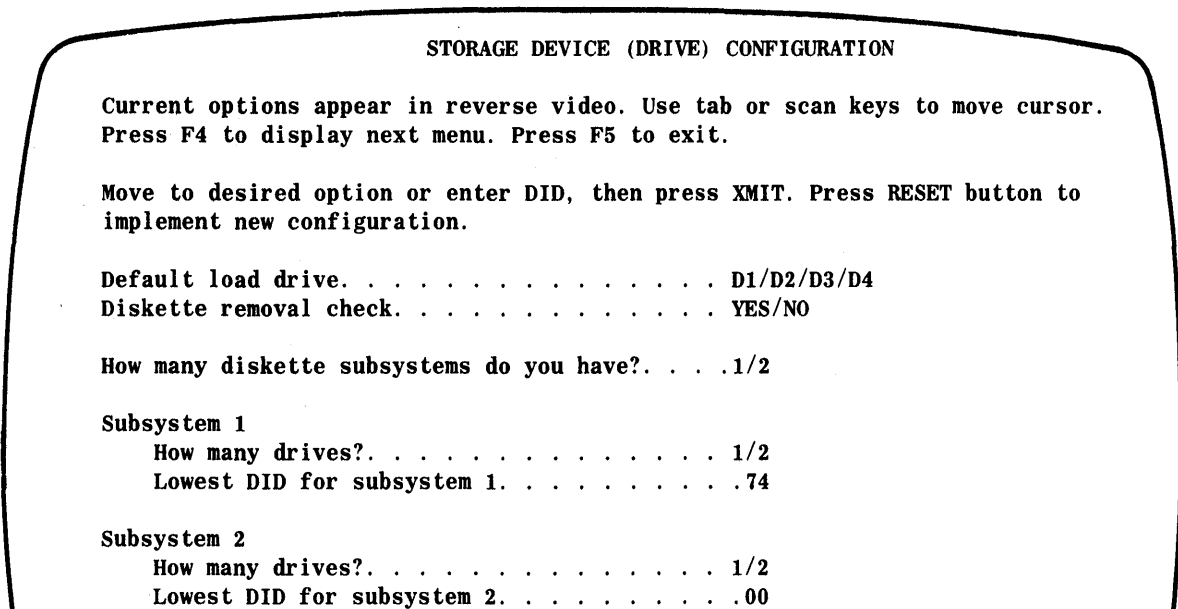 STORAGE DEVICE (DRIVE) CONFIGURATION
Current options appear in reverse video. Use tab or scan keys to move cursor.
Press F4 to display next menu. Press F5 to exit.
Move to desired option or enter DID, then press XMIT. Press RESET button to
implement new configuration.
Default load drive. . . . . . . . . . . . . . . D1/D2/D3/D4
Diskette removal check. . . . . . . . . . . . . YES/NO
How many diskette subsystems do you have?. . . .1/2
Subsystem 1
How many drives?. . . . . . . . . . . . . . 1/2
Lowest DID for subsystem 1. . . . . . . . . .74
Subsystem 2
How many drives?. . . . . . . . . . . . . . 1/2
Lowest DID for subsystem 2. . . . . . . . . .00